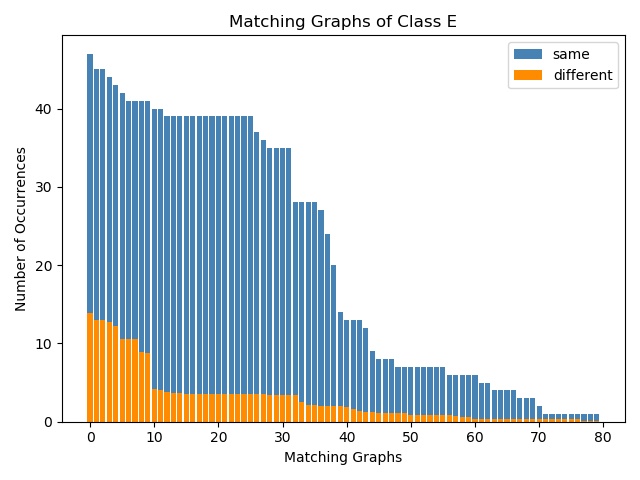 Matching Graphs of Class E
same
different
Number of Occurrences
40
30
20
10
0
0 10 20 30 40 50 60 70 80
Matching Graphs